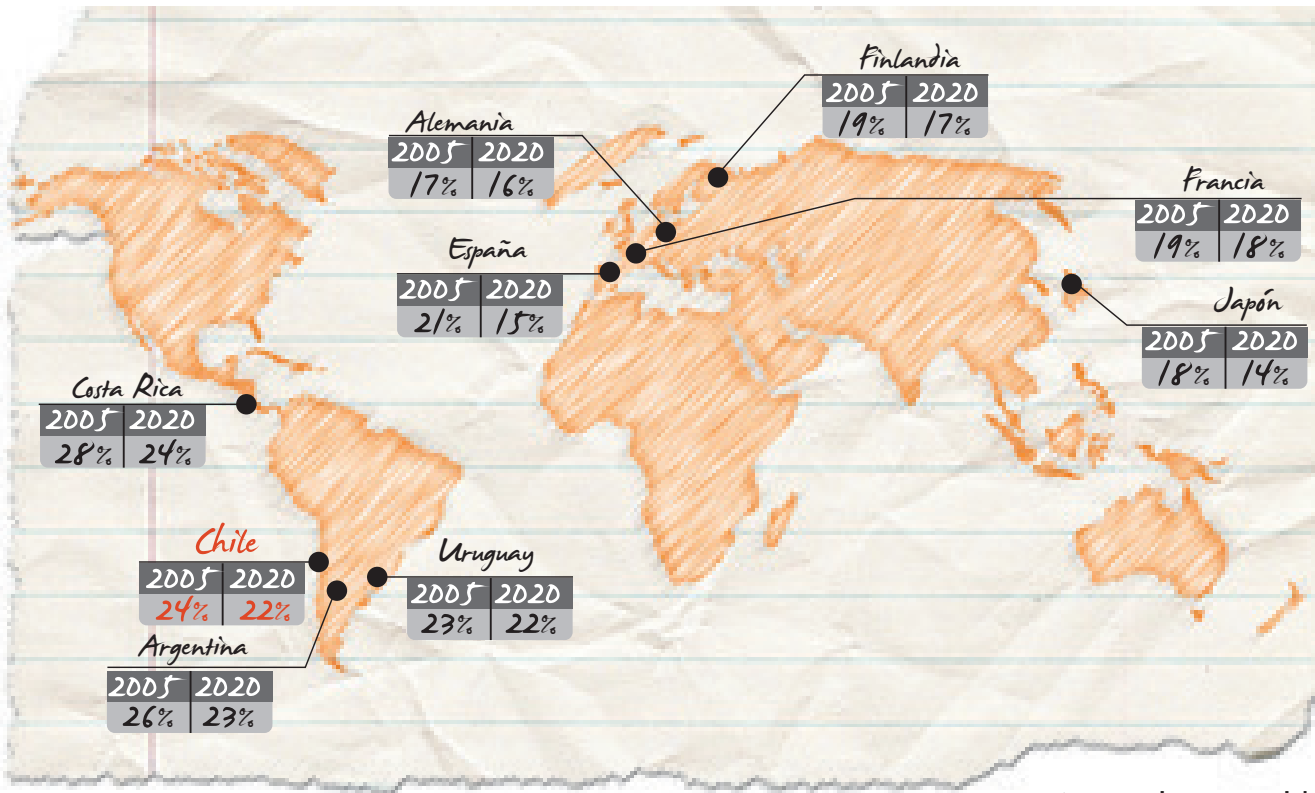 Finlandia
2005 2020
19% 17%
Alemania
2005 2020
17% 16%
Francia
2005 2020
19% 18%
España
2005 2020
21% 15%
Japón
2005 2020
18% 14%
Costa Rica
2005 2020
28% 24%
Chile
2005 2020
24% 22%
Uruguay
2005 2020
23% 22%
Argentina
2005 2020
26% 23%